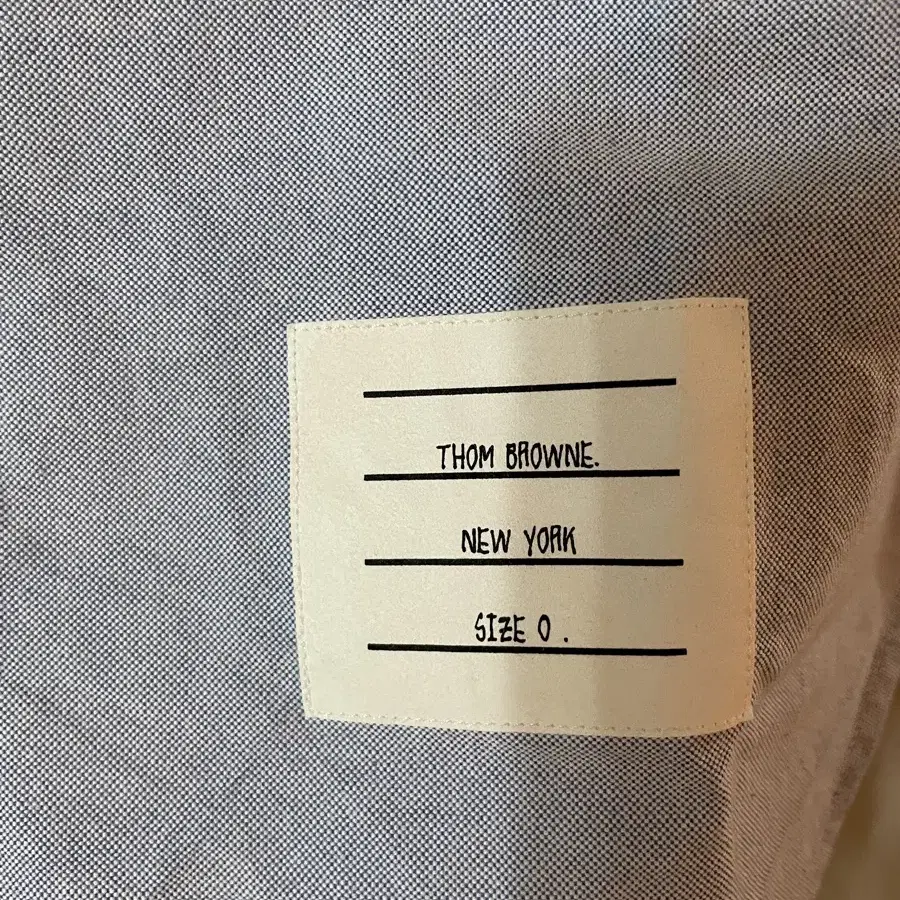 THOM BROWNE.
NEW YORK
SIZE 0 .